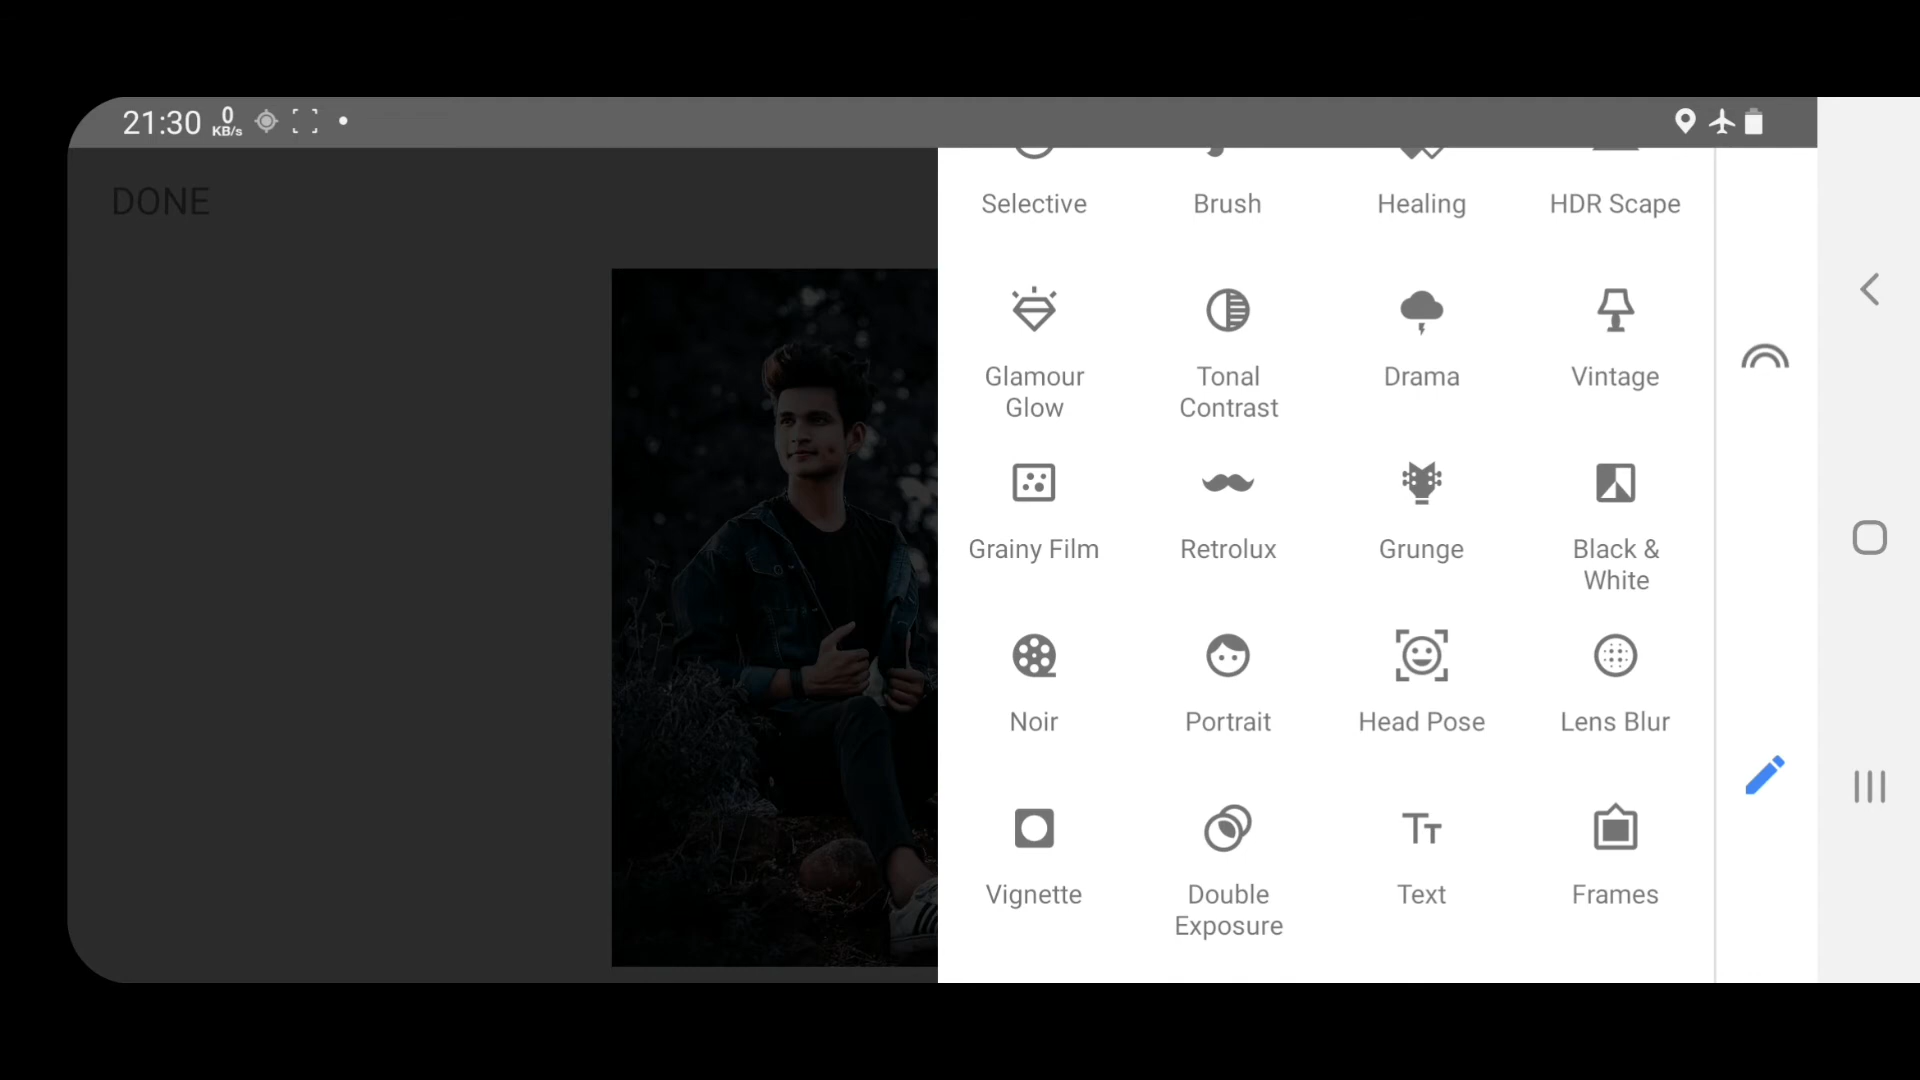 21:30 0 KB/s
DONE
Selective Brush Healing HDR Scape
Glamour Glow Tonal Contrast Drama Vintage
Grainy Film Retrolux Grunge Black & White
Noir Portrait Head Pose Lens Blur
TT
Vignette Double Exposure Text Frames